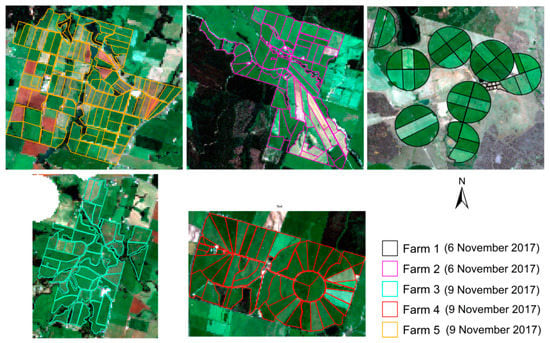 N
Farm 1 (6 November 2017)
Farm 2 (6 November 2017)
Farm 3 (9 November 2017)
Farm 4 (9 November 2017)
Farm 5 (9 November 2017)